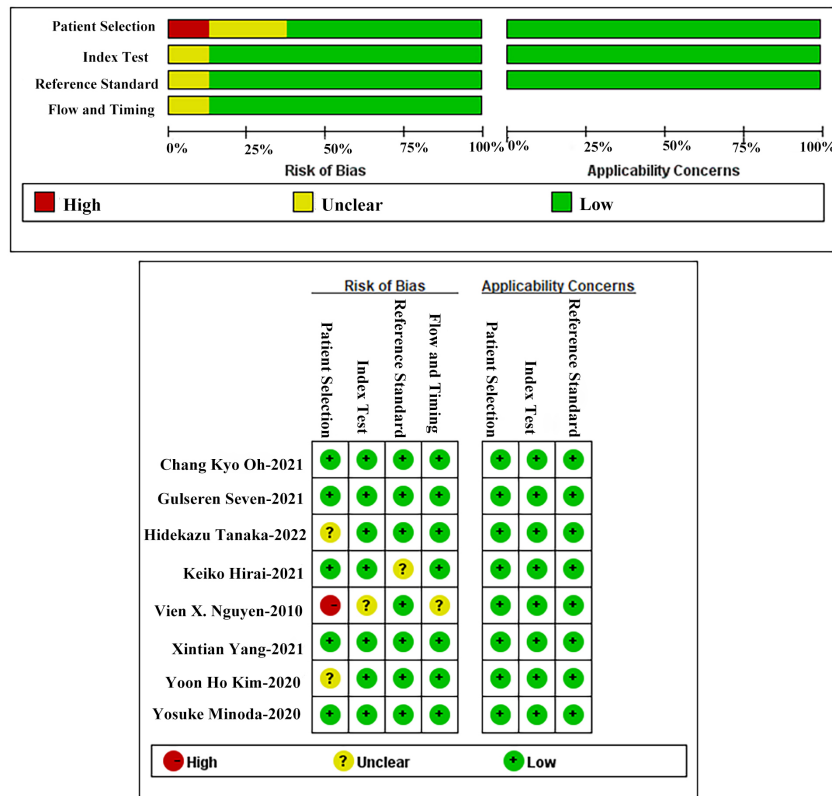 Patient Selection
Index Test
Reference Standard
Flow and Timing
0% 25% 50% 75% 100% 0% 25% 50% 75% 100%
Risk of Bias Applicability Concerns
High Unclear Low
Risk of Bias Applicability Concerns
Patient Selection Index Test Reference Standard Flow and Timing Patient Selection Index Test Reference Standard
Chang Kyo Oh-2021 + + + + + + +
Gulseren Seven-2021 + + + + + + +
Hidekazu Tanaka-2022 ? + + + + + +
Keiko Hirai-2021 + + ? + + + +
Vien X. Nguyen-2010 - ? + ? + + +
Xintian Yang-2021 + + + + + + +
Yoon Ho Kim-2020 ? + + + + + +
Yosuke Minoda-2020 + + + + + + +
- High ? Unclear + Low